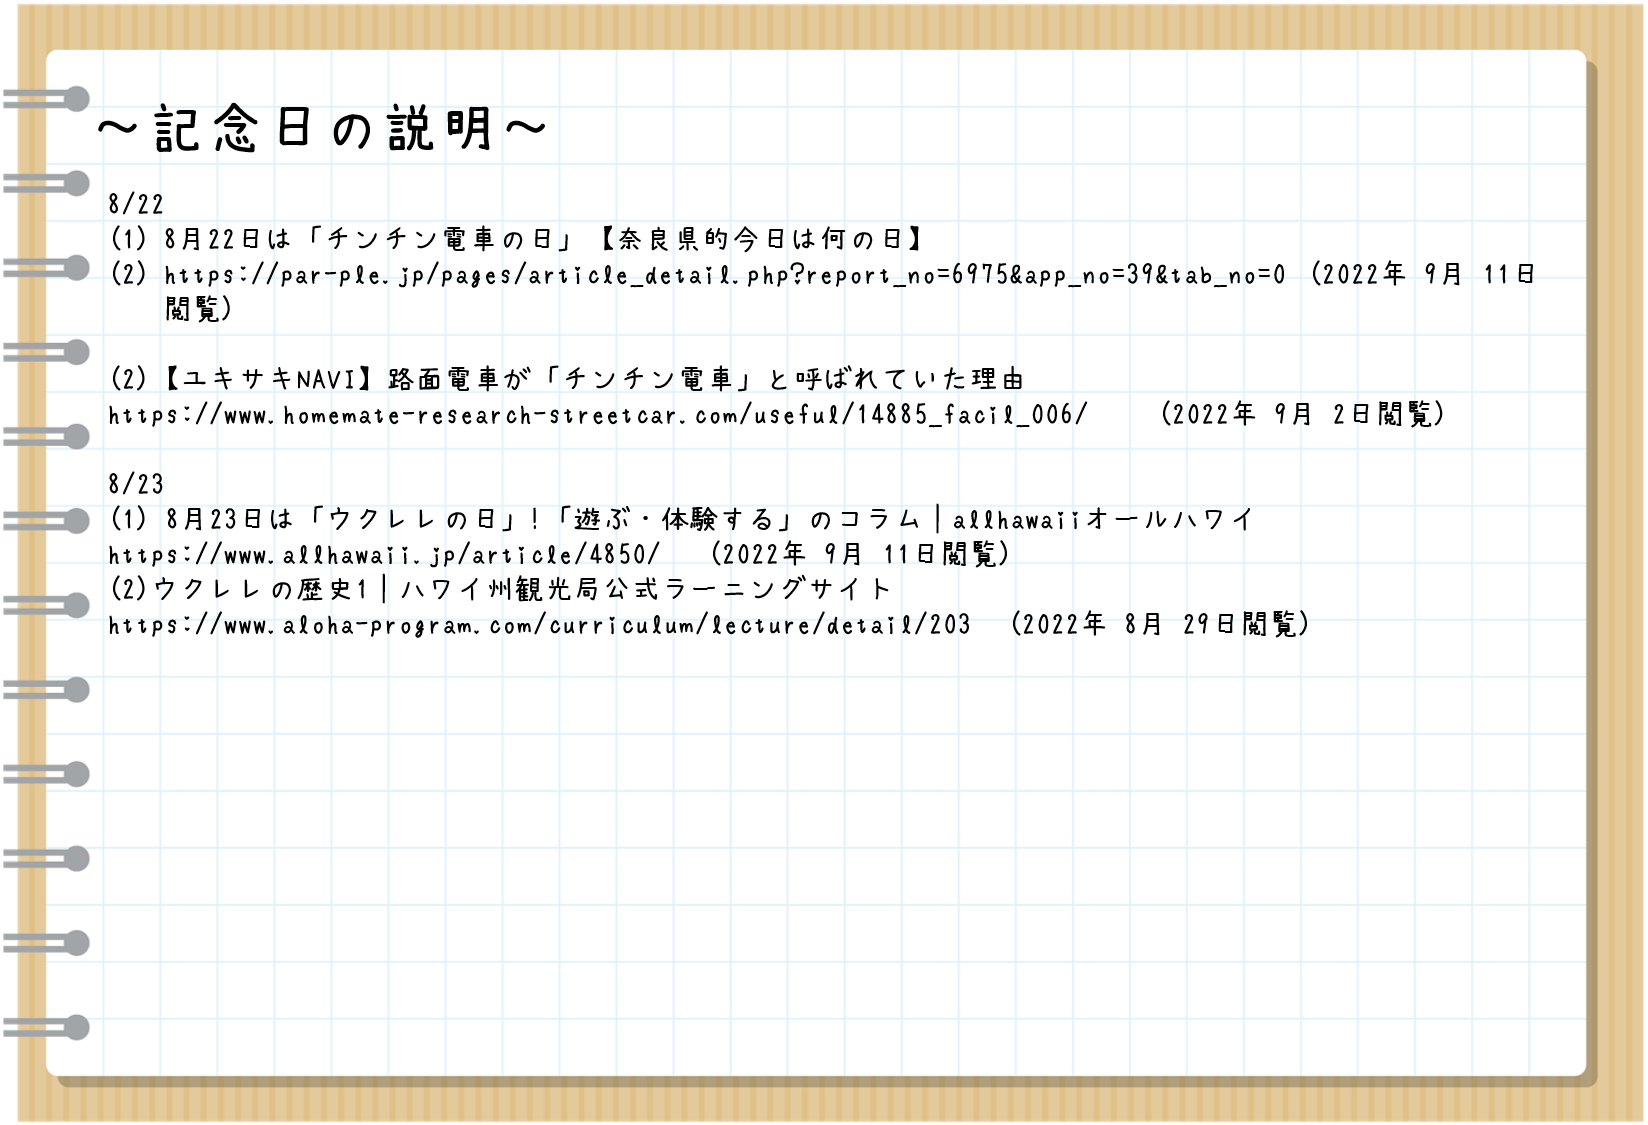 ～記念日の説明～
8/22
(1) 8月22日は「チンチン電車の日」【奈良県的今日は何の日】
(2) https://par-ple.jp/pages/article_detail.php?report_no=6975&app_no=39&tab_no=0 (2022年 9月 11日
閲覧)
(2)【ユキサキNAVI】路面電車が「チンチン電車」と呼ばれていた理由
https://www.homemate-research-streetcar.com/useful/14885_facil_006/ (2022年 9月 2日閲覧)
8/23
(1) 8月23日は「ウクレレの日」!「遊ぶ・体験する」のコラム｜allhawaiiオールハワイ
https://www.allhawaii.jp/article/4850/ (2022年 9月 11日閲覧)
(2)ウクレレの歴史1｜ハワイ州観光局公式ラーニングサイト
https://www.aloha-program.com/curriculum/lecture/detail/203 (2022年 8月 29日閲覧)